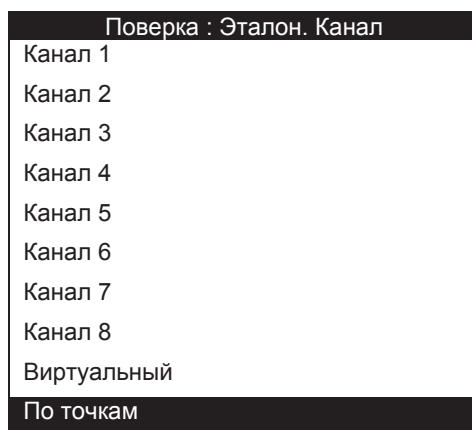 Поверка : Эталон. Канал
Канал 1
Канал 2
Канал 3
Канал 4
Канал 5
Канал 6
Канал 7
Канал 8
Виртуальный
По точкам